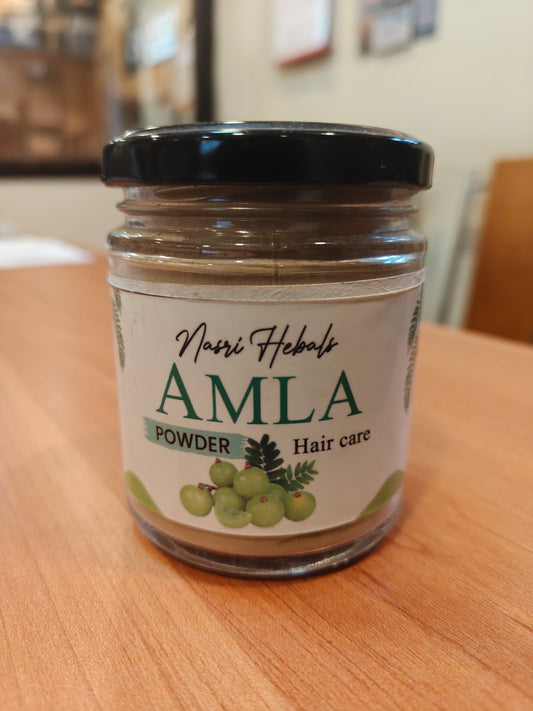 Nasri Hebals
AMLA
POWDER
Hair care